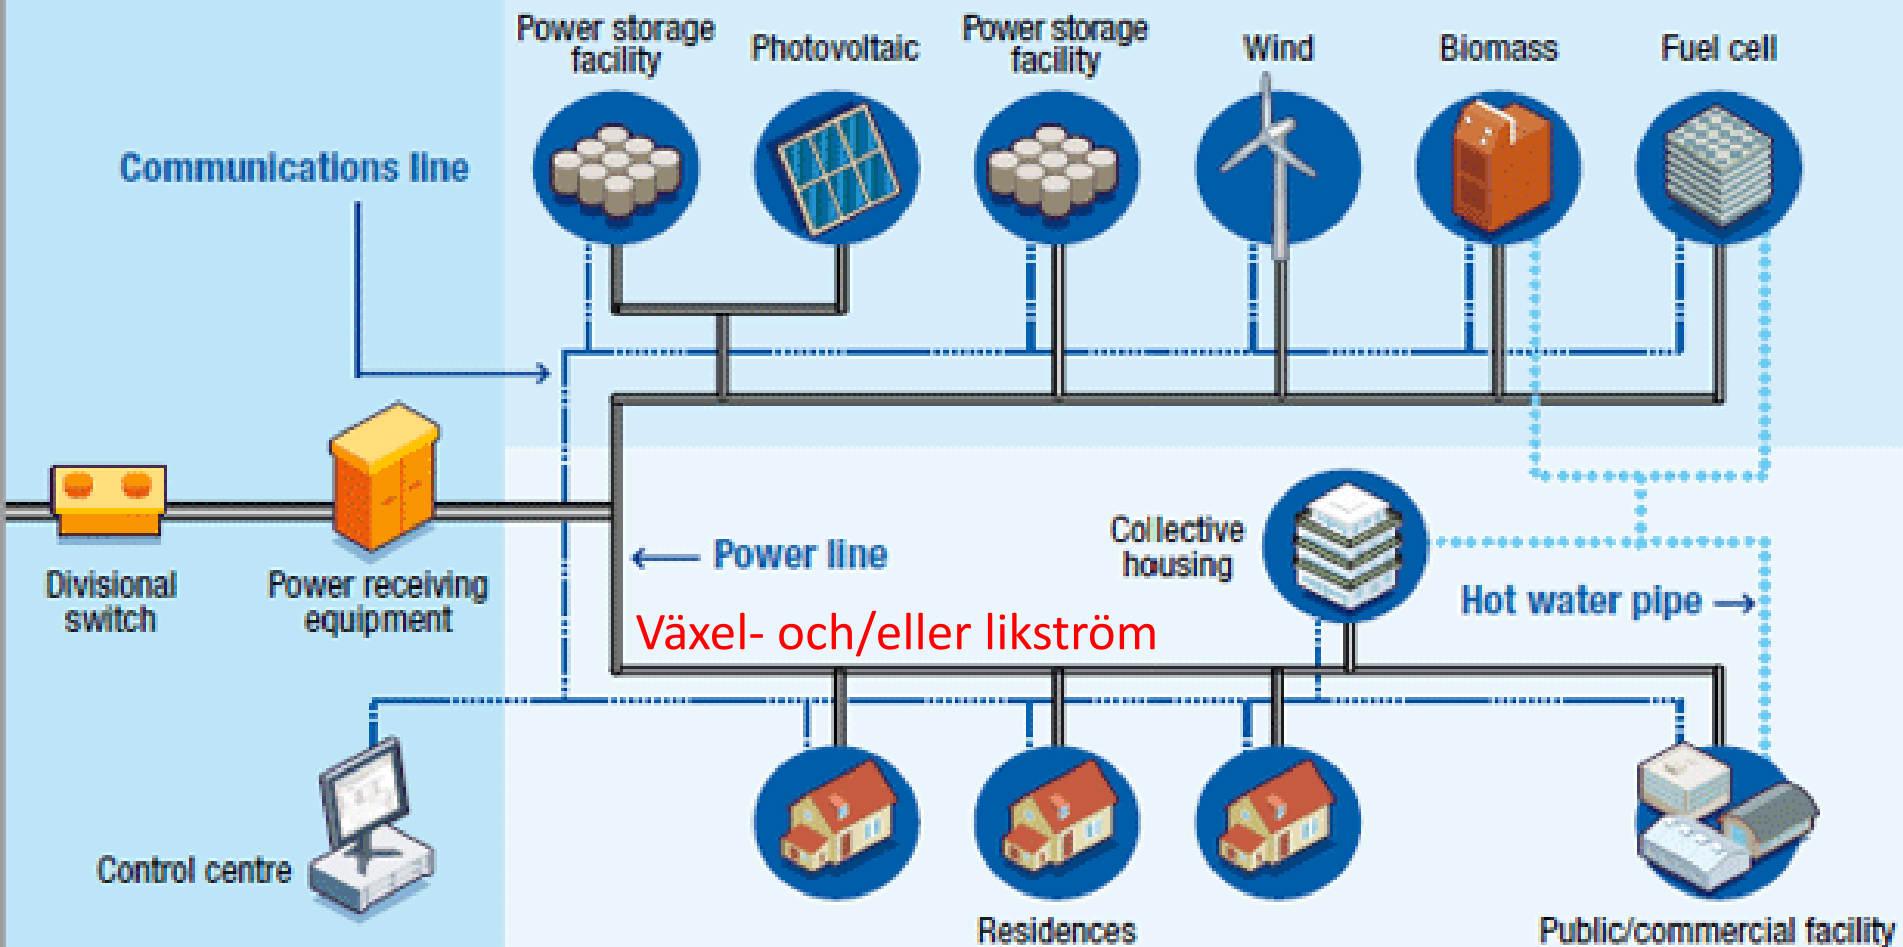 Power storage
facility
Photovoltaic
Power storage
facility
Wind
Biomass
Fuel cell
Communications line
Divisional
switch
Power receiving
equipment
Power line
Collective
housing
Hot water pipe
Växel- och/eller likström
Control centre
Residences
Public/commercial facility